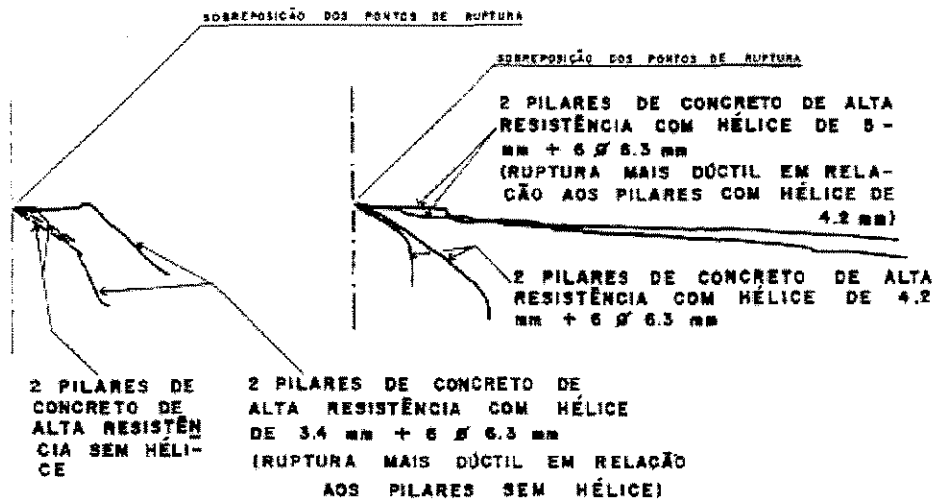 SOBREPOSIÇÃO DOS PONTOS DE RUPTURA
SOBREPOSIÇÃO DOS PONTOS DE RUPTURA
2 PILARES DE CONCRETO DE ALTA
RESISTÊNCIA COM HÉLICE DE 5-
mm + 6 Ø 6.3 mm
(RUPTURA MAIS DÚCTIL EM RELA-
ÇÃO AOS PILARES COM HÉLICE DE
4.2 mm)
2 PILARES DE CONCRETO DE ALTA
RESISTÊNCIA COM HÉLICE DE 4.2
mm + 6 Ø 6.3 mm
2 PILARES DE
CONCRETO DE
ALTA RESISTÊN
CIA SEM HÉLI-
CE
2 PILARES DE CONCRETO DE
ALTA RESISTÊNCIA COM HÉLICE
DE 3.4 mm + 6 Ø 6.3 mm
(RUPTURA MAIS DÚCTIL EM RELAÇÃO
AOS PILARES SEM HÉLICE)